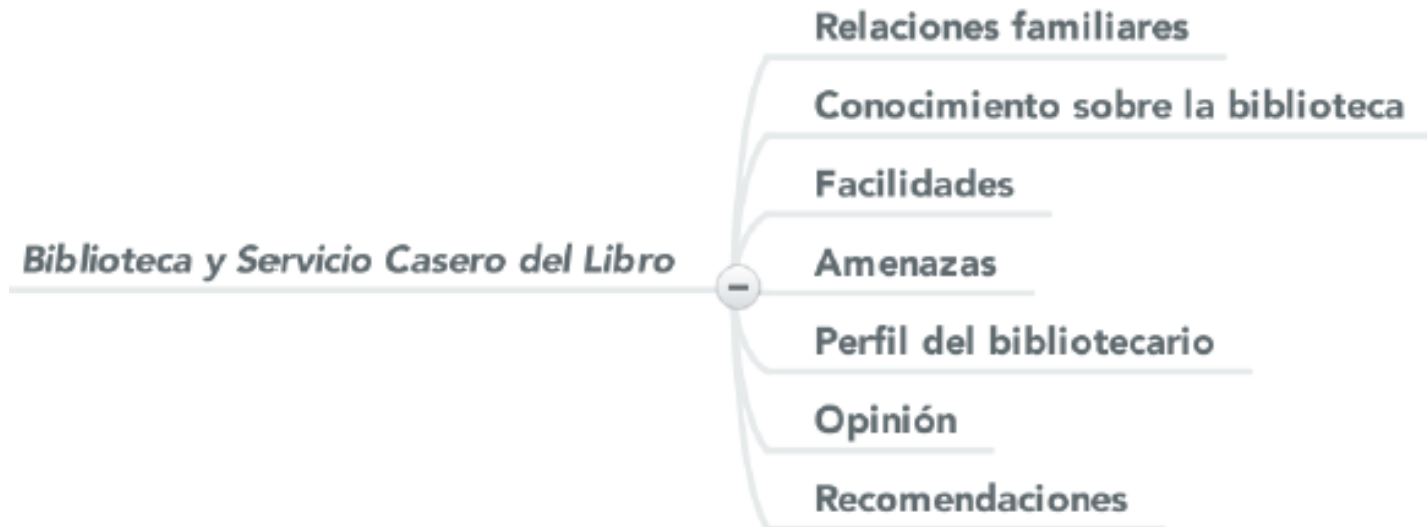 Relaciones familiares
Conocimiento sobre la biblioteca
Facilidades
Biblioteca y Servicio Casero del Libro
Amenazas
Perfil del bibliotecario
Opinión
Recomendaciones